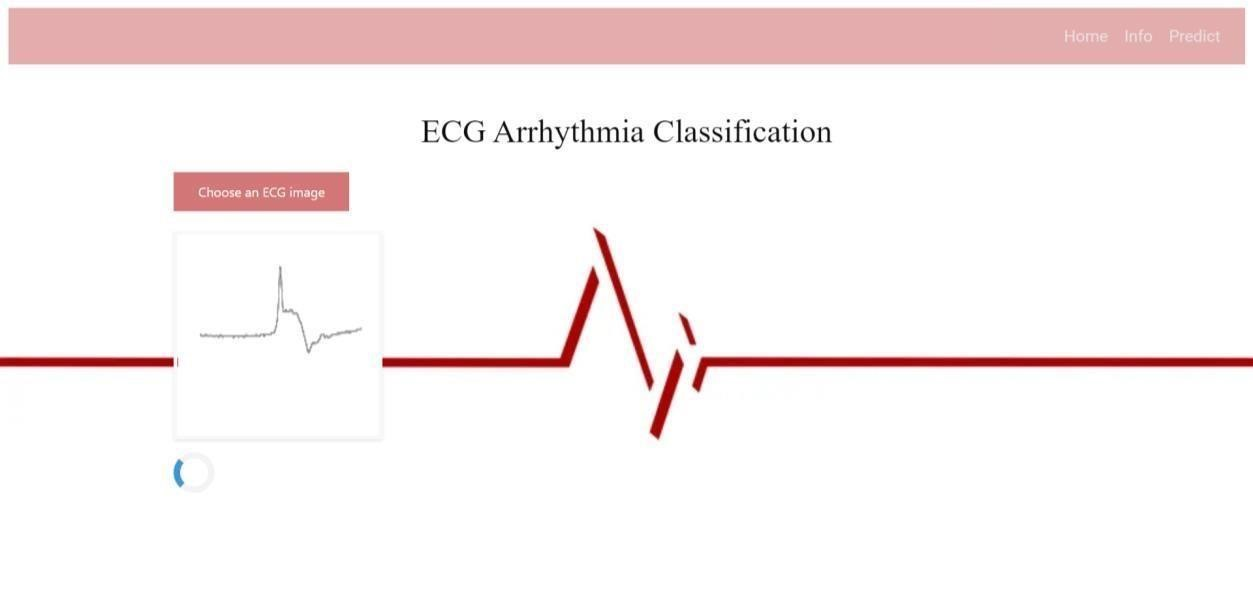 Home Info Predict
ECG Arrhythmia Classification
Choose an ECG image